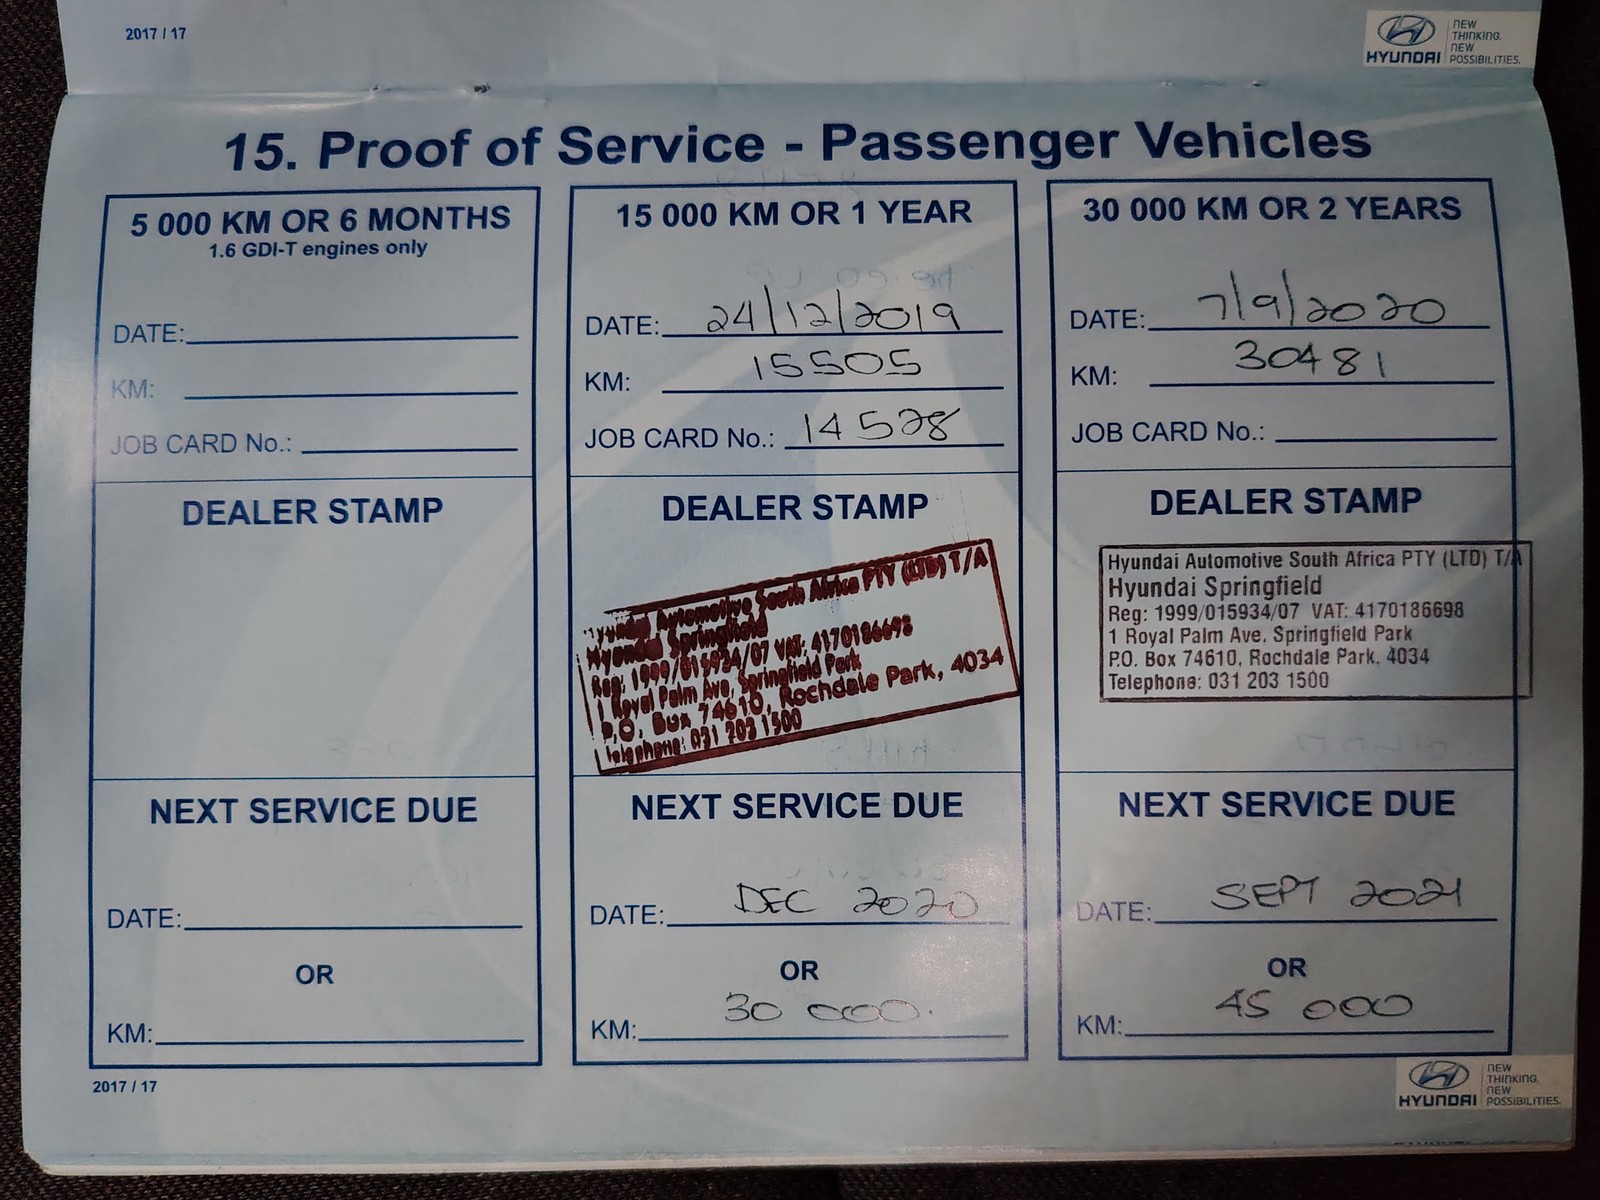 2017 / 17
HYUNDAI
NEW
THINKING.
NEW
POSSIBILITIES.
15. Proof of Service - Passenger Vehicles
5 000 KM OR 6 MONTHS
1.6 GDI-T engines only
DATE:
KM:
JOB CARD No.:
DEALER STAMP
NEXT SERVICE DUE
DATE:
OR
KM:
15 000 KM OR 1 YEAR
DATE: 24/12/2019
KM: 15505
JOB CARD No.: 14528
DEALER STAMP
Hyundai Automotive South Africa PTY (LTD) T/A
Hyundai Springfield
Reg: 1999/015934/07 VAT: 4170186698
1 Royal Palm Ave, Springfield Park
P.O. Box 74610, Rochdale Park, 4034
Telephone: 031 203 1500
NEXT SERVICE DUE
DATE: DEC 2020
OR
KM: 30 000.
30 000 KM OR 2 YEARS
DATE: 7/9/2020
KM: 30481
JOB CARD No.:
DEALER STAMP
Hyundai Automotive South Africa PTY (LTD) T/A
Hyundai Springfield
Reg: 1999/015934/07 VAT: 4170186698
1 Royal Palm Ave, Springfield Park
P.O. Box 74610, Rochdale Park, 4034
Telephone: 031 203 1500
NEXT SERVICE DUE
DATE: SEPT 2021
OR
KM: 45 000
2017 / 17
HYUNDAI
NEW
THINKING.
NEW
POSSIBILITIES.